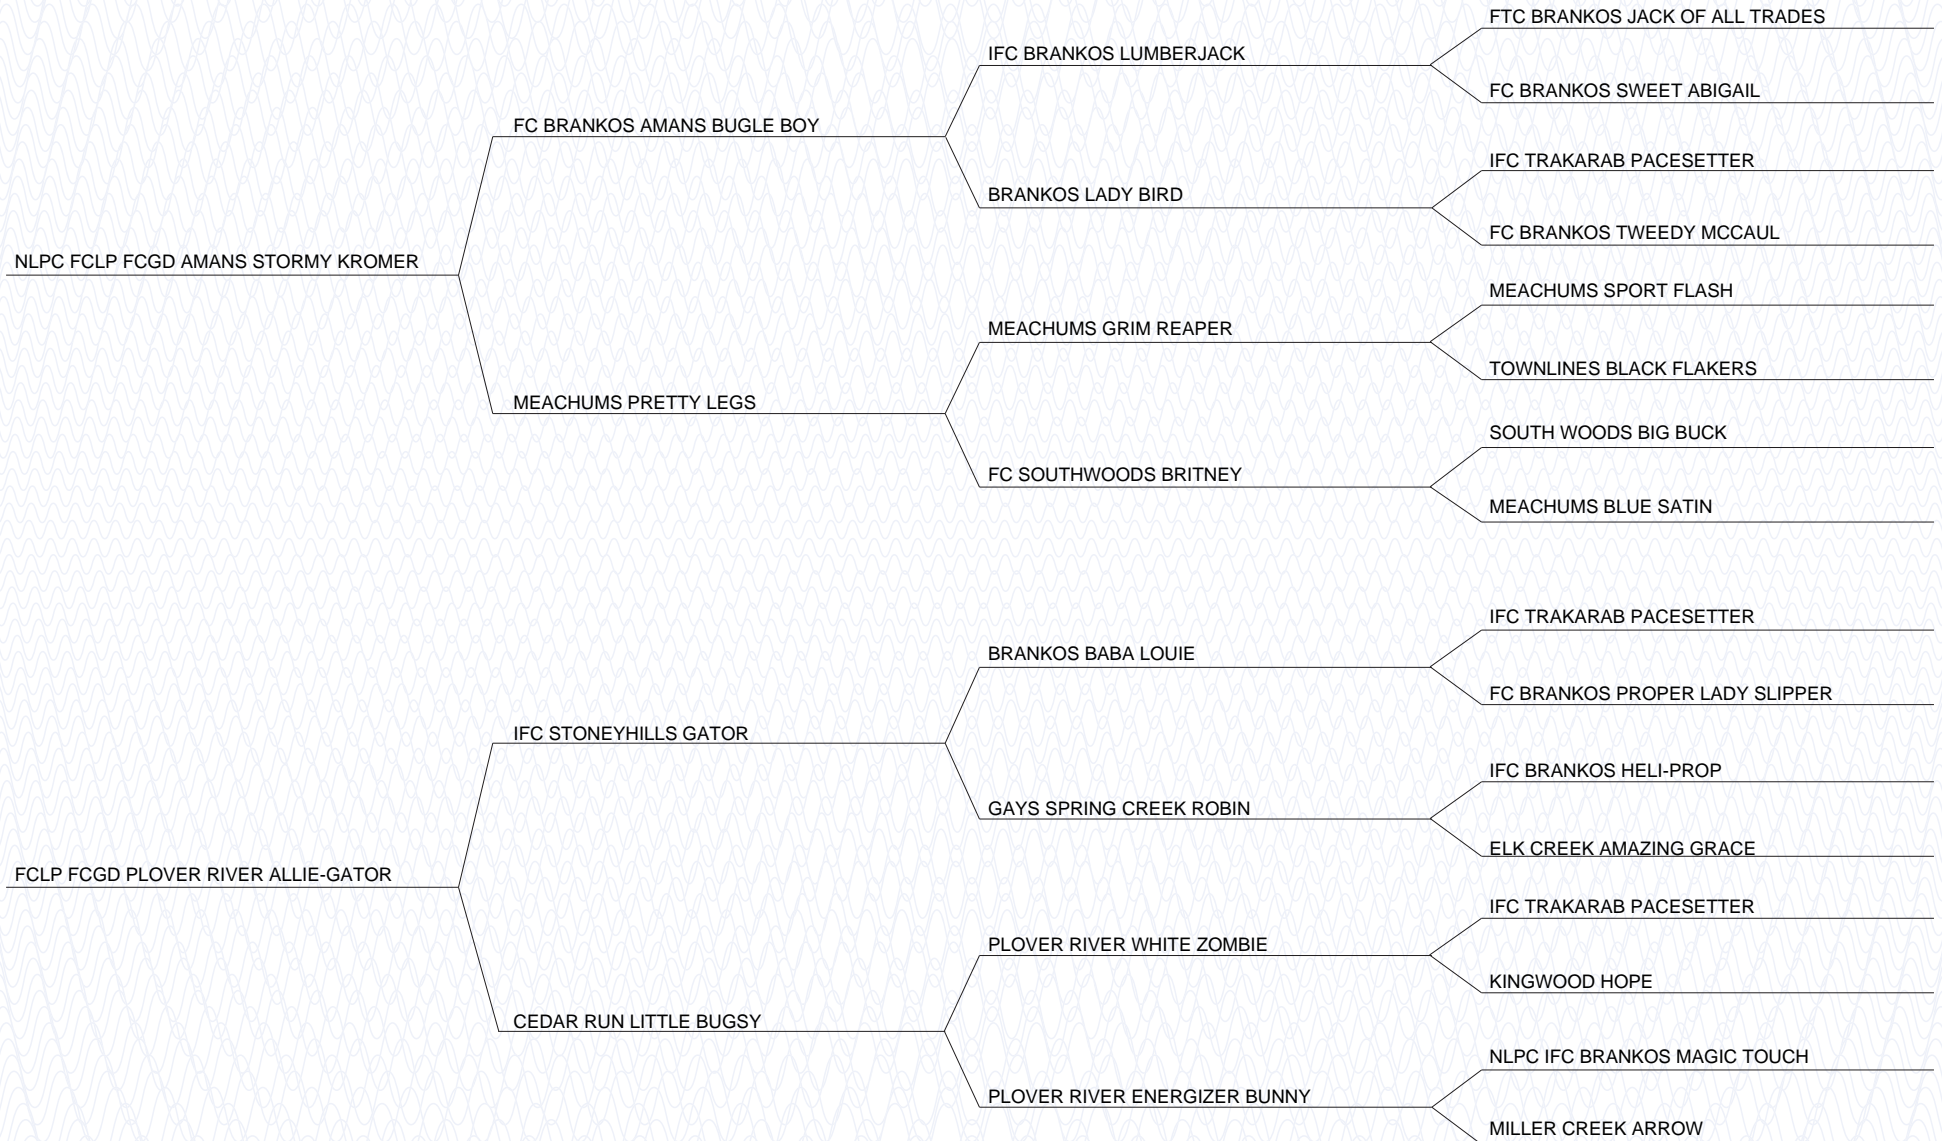 FTC BRANKOS JACK OF ALL TRADES
IFC BRANKOS LUMBERJACK
FC BRANKOS SWEET ABIGAIL
FC BRANKOS AMANS BUGLE BOY
IFC TRAKARAB PACESETTER
BRANKOS LADY BIRD
FC BRANKOS TWEEDY MCCAUL
NLPC FCLP FCGD AMANS STORMY KROMER
MEACHUMS SPORT FLASH
MEACHUMS GRIM REAPER
TOWNLINES BLACK FLAKERS
MEACHUMS PRETTY LEGS
SOUTH WOODS BIG BUCK
FC SOUTHWOODS BRITNEY
MEACHUMS BLUE SATIN
IFC TRAKARAB PACESETTER
BRANKOS BABA LOUIE
FC BRANKOS PROPER LADY SLIPPER
IFC STONEYHILLS GATOR
IFC BRANKOS HELI-PROP
GAYS SPRING CREEK ROBIN
ELK CREEK AMAZING GRACE
FCLP FCGD PLOVER RIVER ALLIE-GATOR
IFC TRAKARAB PACESETTER
PLOVER RIVER WHITE ZOMBIE
KINGWOOD HOPE
CEDAR RUN LITTLE BUGSY
NLPC IFC BRANKOS MAGIC TOUCH
PLOVER RIVER ENERGIZER BUNNY
MILLER CREEK ARROW